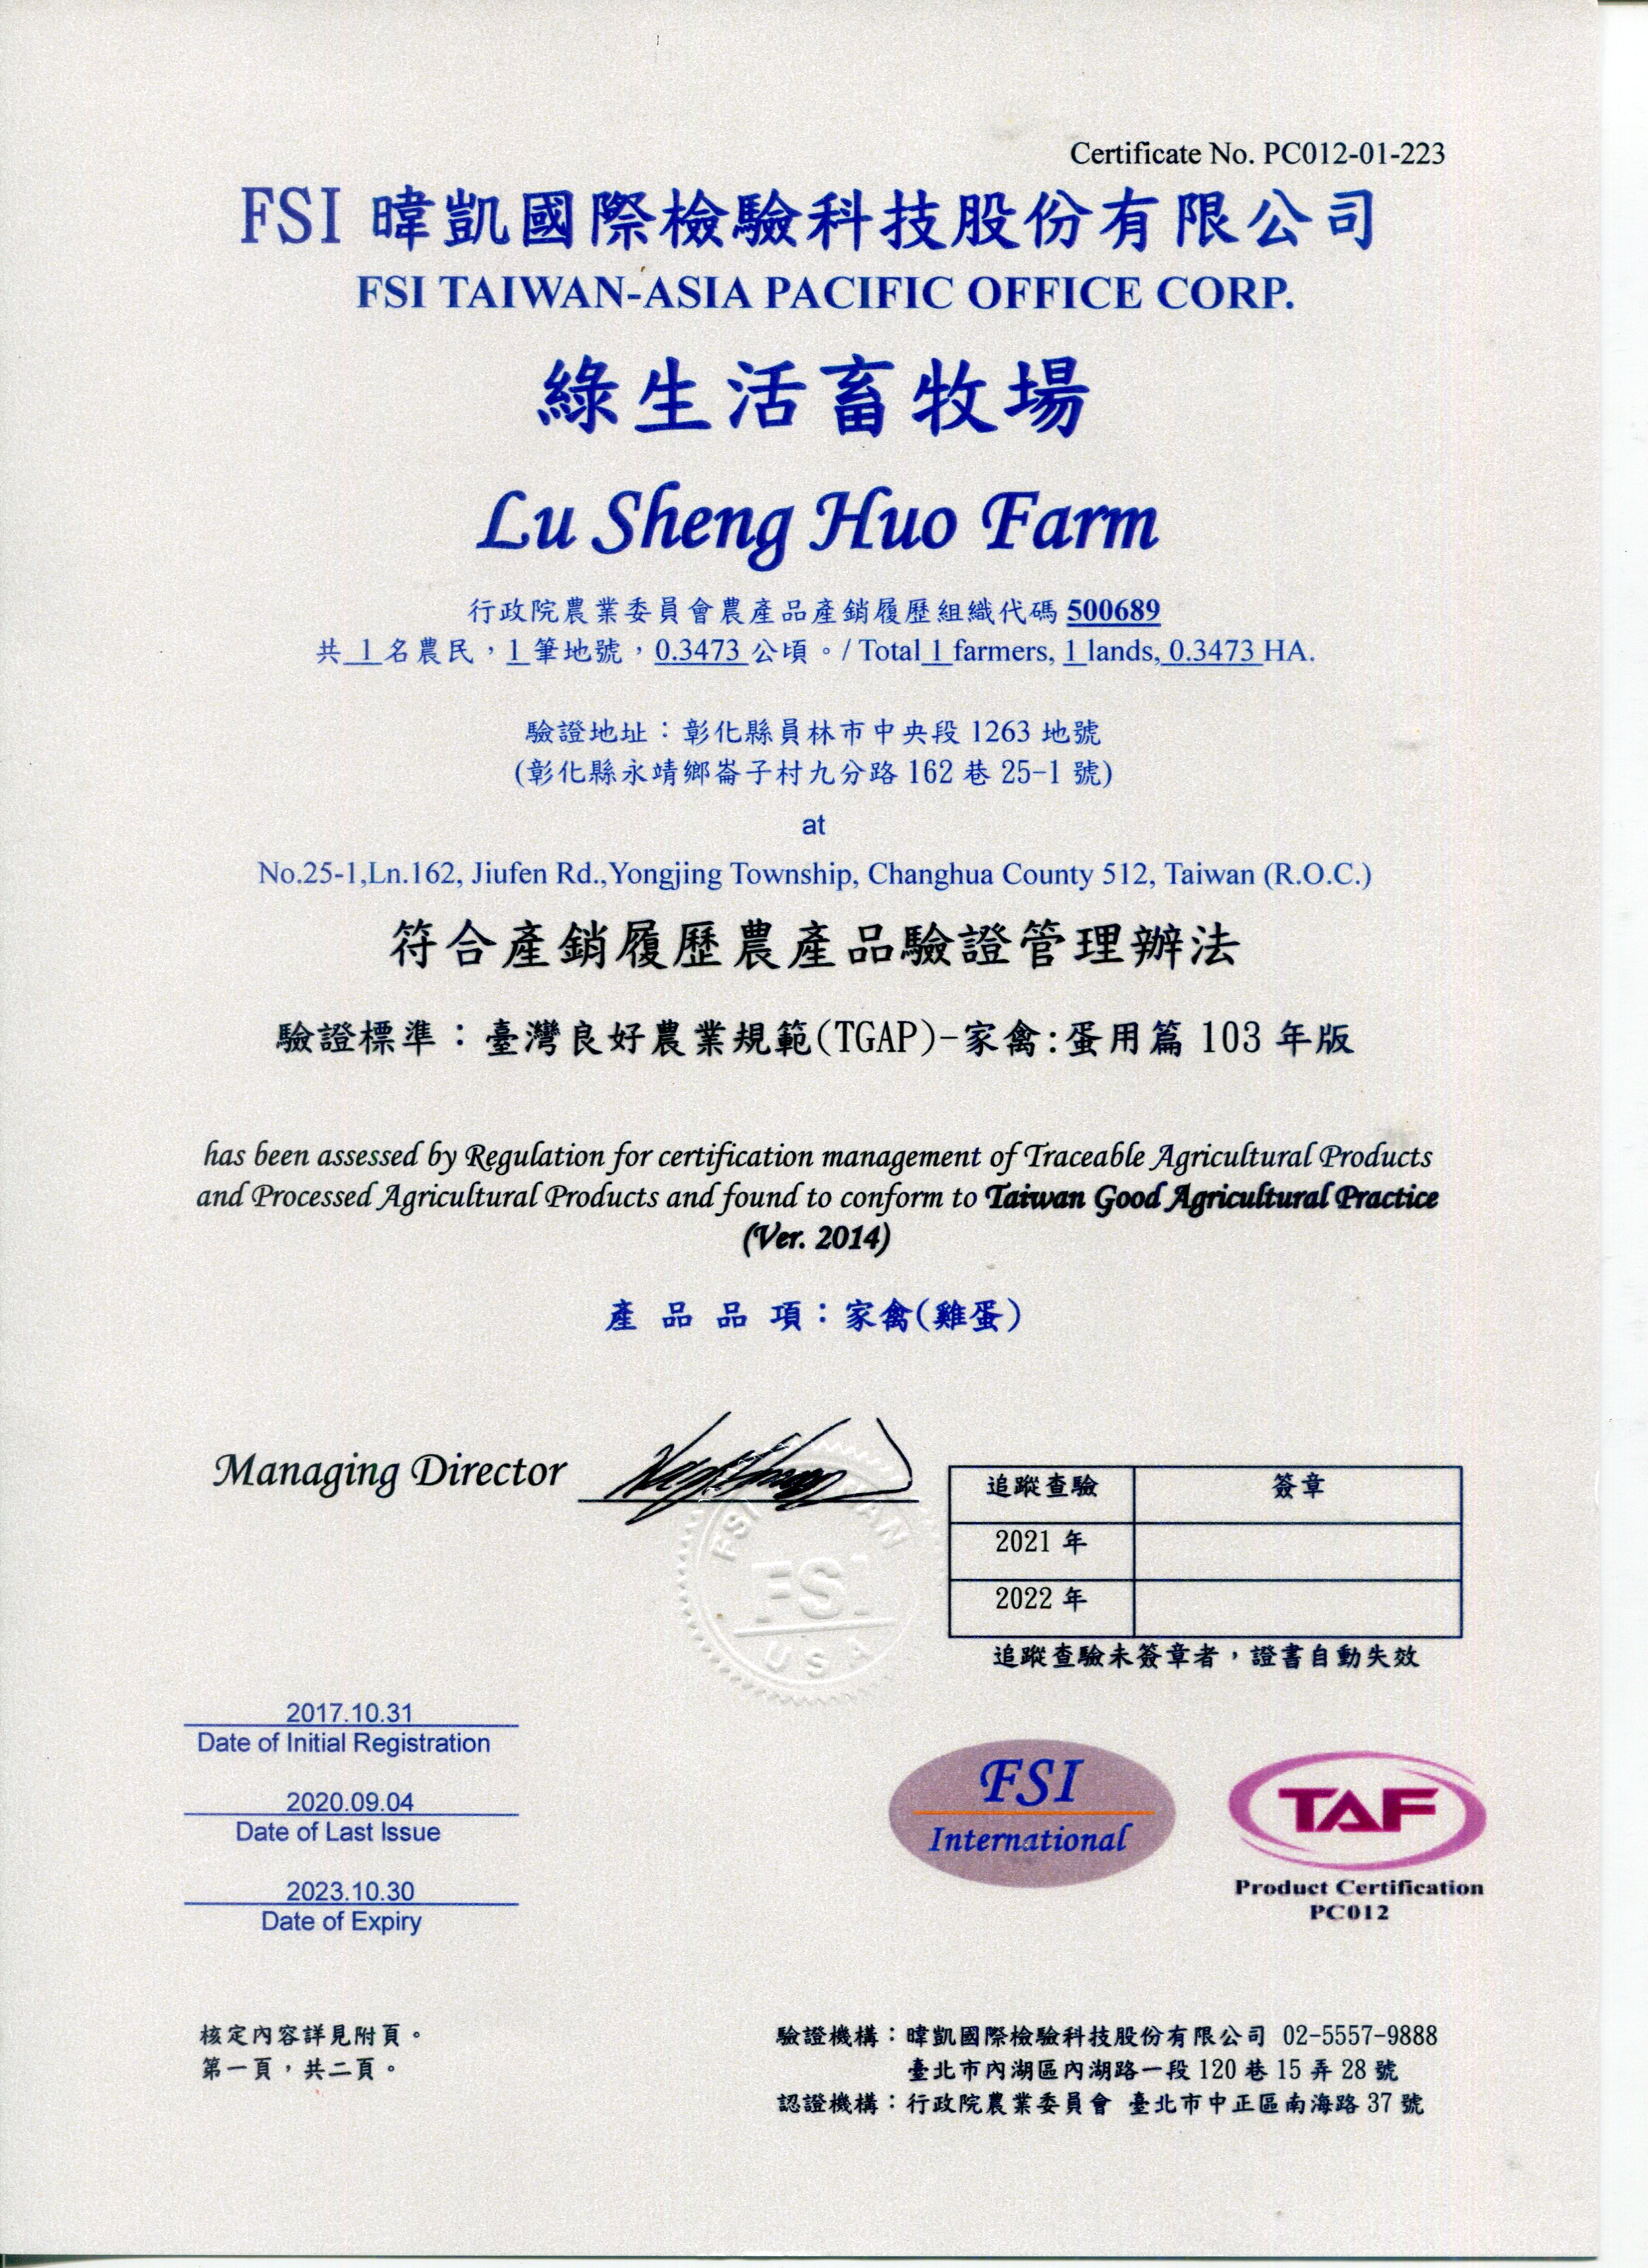 Certificate No. PC012-01-223
FSI 暐凱國際檢驗科技股份有限公司
FSI TAIWAN-ASIA PACIFIC OFFICE CORP.
綠生活畜牧場
Lu Sheng Huo Farm
行政院農業委員會農產品產銷履歷組織代碼 500689
共 1 名農民，1 筆地號，0.3473 公頃。/ Total 1 farmers, 1 lands, 0.3473 HA.
驗證地址：彰化縣員林市中央段 1263 地號
(彰化縣永靖鄉崙子村九分路 162 巷 25-1 號)
at
No.25-1,Ln.162, Jiufen Rd.,Yongjing Township, Changhua County 512, Taiwan (R.O.C.)
符合產銷履歷農產品驗證管理辦法
驗證標準：臺灣良好農業規範(TGAP)-家禽:蛋用篇 103 年版
has been assessed by Regulation for certification management of Traceable Agricultural Products
and Processed Agricultural Products and found to conform to Taiwan Good Agricultural Practice
(Ver. 2014)
產 品 品 項：家禽(雞蛋)
Managing Director
追蹤查驗 簽章
2021 年
2022 年
追蹤查驗未簽章者，證書自動失效
FSI
USA
2017.10.31
Date of Initial Registration
2020.09.04
Date of Last Issue
2023.10.30
Date of Expiry
FSI
International
TAF
Product Certification
PC012
核定內容詳見附頁。
第一頁，共二頁。
驗證機構：暐凱國際檢驗科技股份有限公司 02-5557-9888
臺北市內湖區內湖路一段 120 巷 15 弄 28 號
認證機構：行政院農業委員會 臺北市中正區南海路 37 號